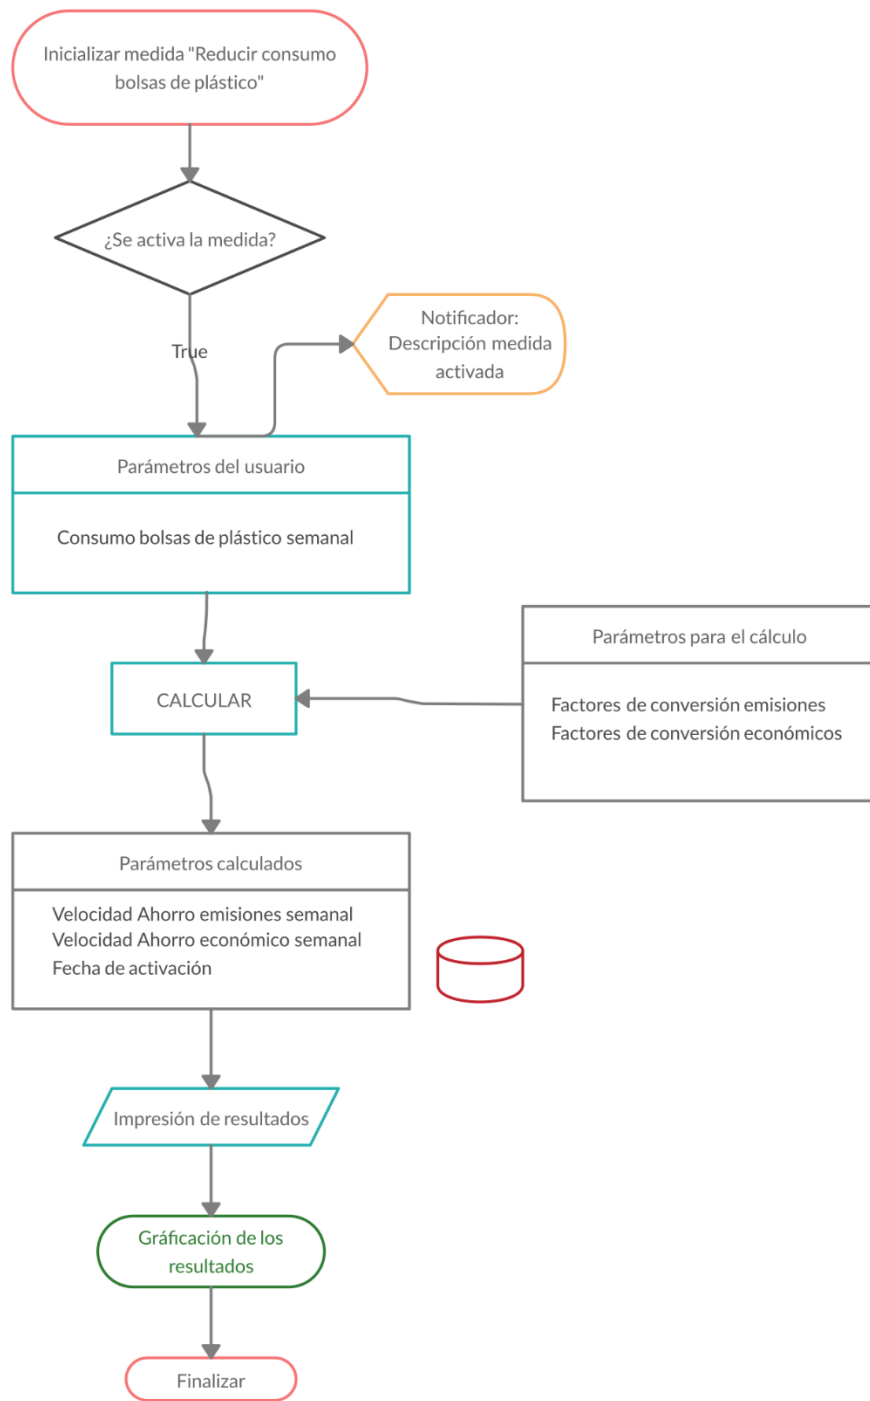 Inicializar medida "Reducir consumo
bolsas de plástico"
¿Se activa la medida?
True
Notificador:
Descripción medida
activada
Parámetros del usuario
Consumo bolsas de plástico semanal
Parámetros para el cálculo
Factores de conversión emisiones
Factores de conversión económicos
CALCULAR
Parámetros calculados
Velocidad Ahorro emisiones semanal
Velocidad Ahorro económico semanal
Fecha de activación
Impresión de resultados
Gráficación de los
resultados
Finalizar